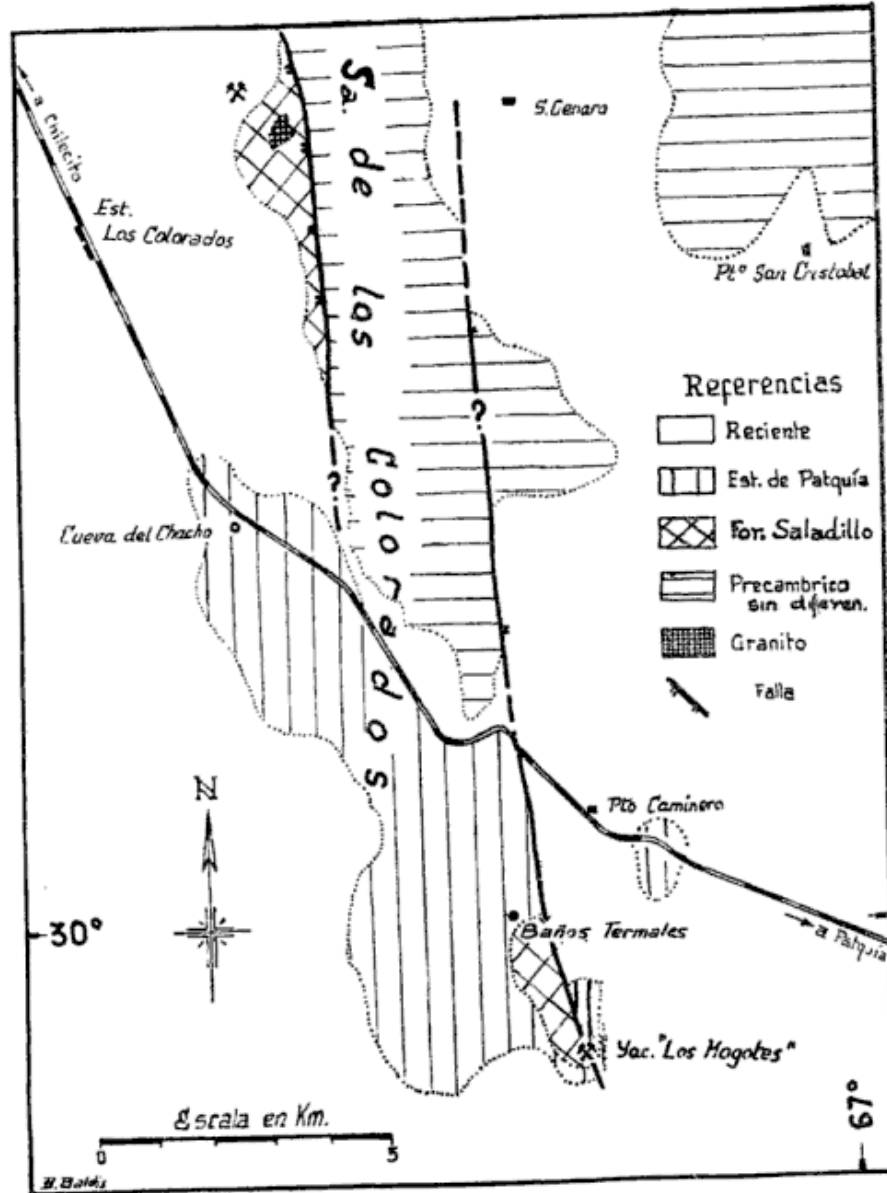 a Chilecito
Est.
Los Colorados
Sa. de los Colorados
S. Genaro
Pto San Cristobal
Referencias
Reciente
Est. de Patquía
For. Saladillo
Precambrico
sin diferen.
Granito
Falla
?
?
Cueva del Chacho
N
Pto Caminero
30°
Baños Termales
a Patquía
Yac. "Los Mogotes"
Escala en Km.
0 5
67°
H. Baldis